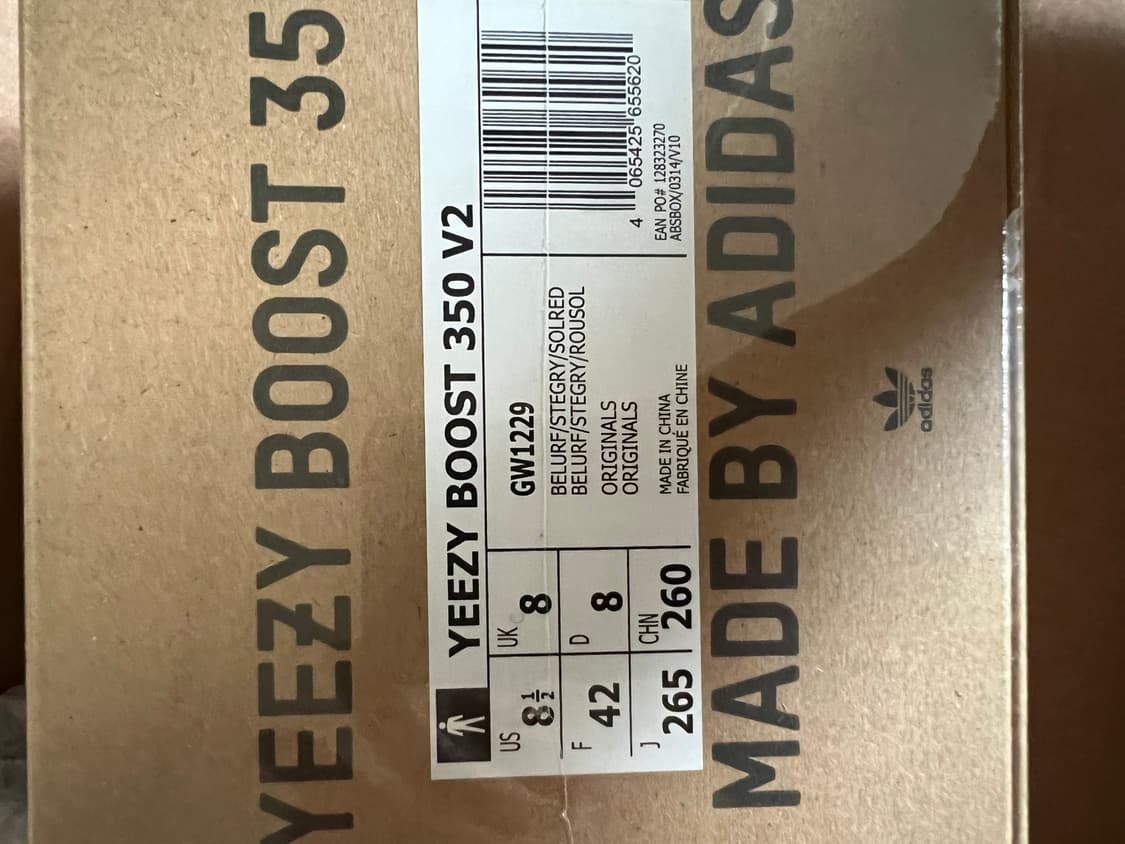 YEEZY BOOST 35
YEEZY BOOST 350 V2
US
8½
UK
8
F
42
D
8
J
265
CHN
260
GW1229
BELURF/STEGRY/SOLRED
BELURF/STEGRY/ROUSOL
ORIGINALS
ORIGINALS
MADE IN CHINA
FABRIQUÉ EN CHINE
4 065425 655620
EAN PO# 128323270
ABSBOX/0314/V10
MADE BY ADIDAS
adidas